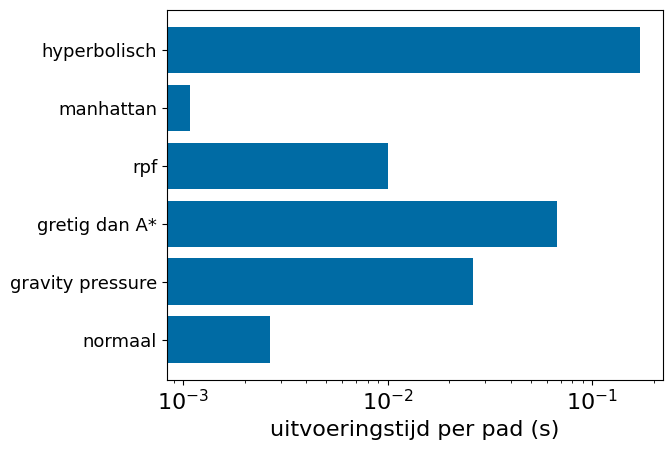 hyperbolisch
manhattan
rpf
gretig dan A*
gravity pressure
normaal
10⁻³ 10⁻² 10⁻¹
uitvoeringstijd per pad (s)